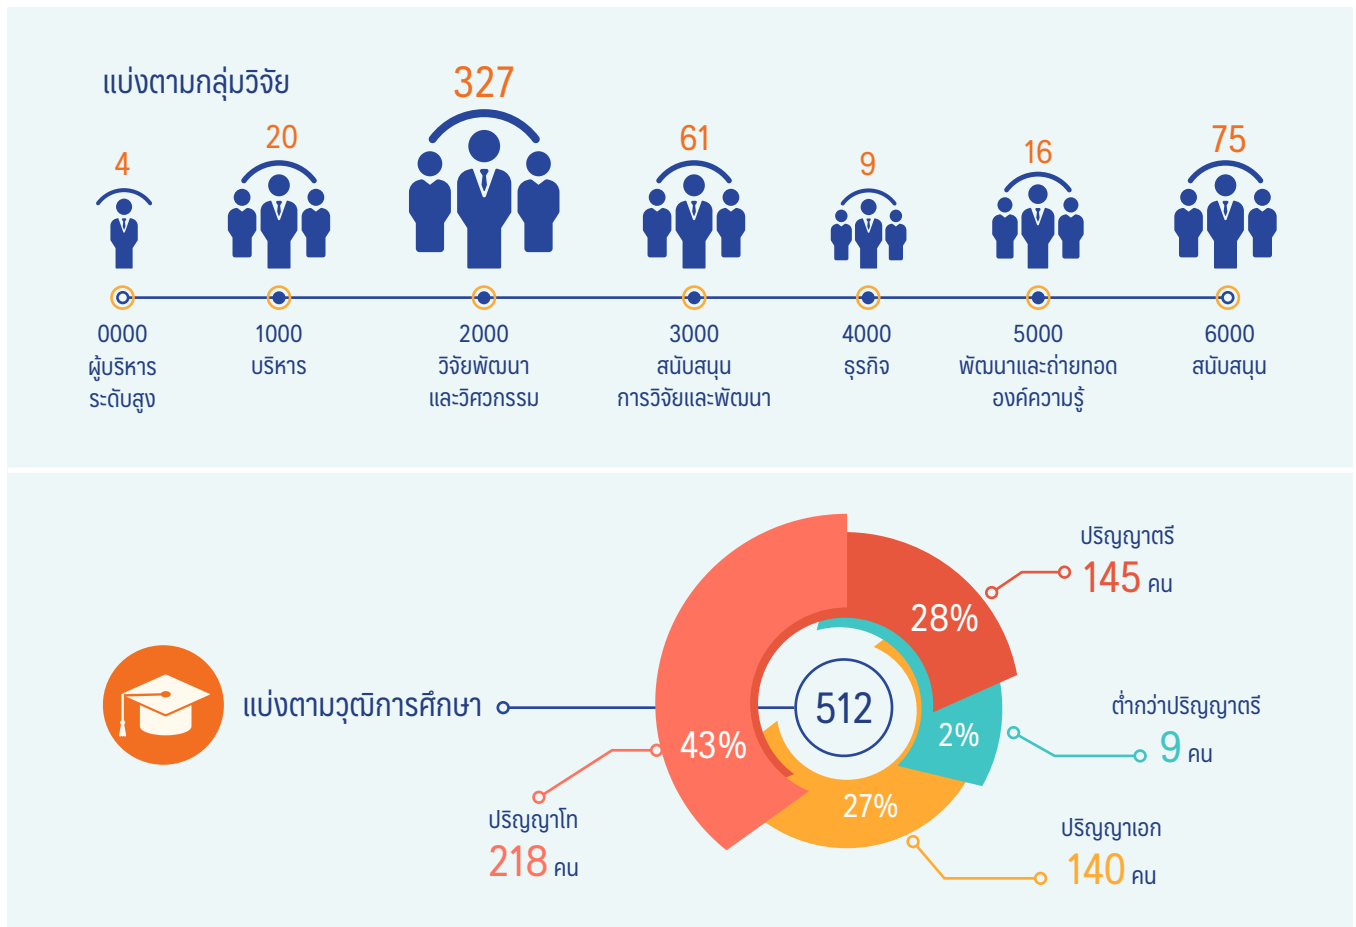 แบ่งตามกลุ่มวิจัย
4
20
327
61
9
16
75
0000
ผู้บริหาร
ระดับสูง
1000
บริหาร
2000
วิจัยพัฒนา
และวิศวกรรม
3000
สนับสนุน
การวิจัยและพัฒนา
4000
ธุรกิจ
5000
พัฒนาและถ่ายทอด
องค์ความรู้
6000
สนับสนุน
แบ่งตามวุฒิการศึกษา
512
28%
ปริญญาตรี
145 คน
2%
ต่ำกว่าปริญญาตรี
9 คน
27%
ปริญญาเอก
140 คน
43%
ปริญญาโท
218 คน